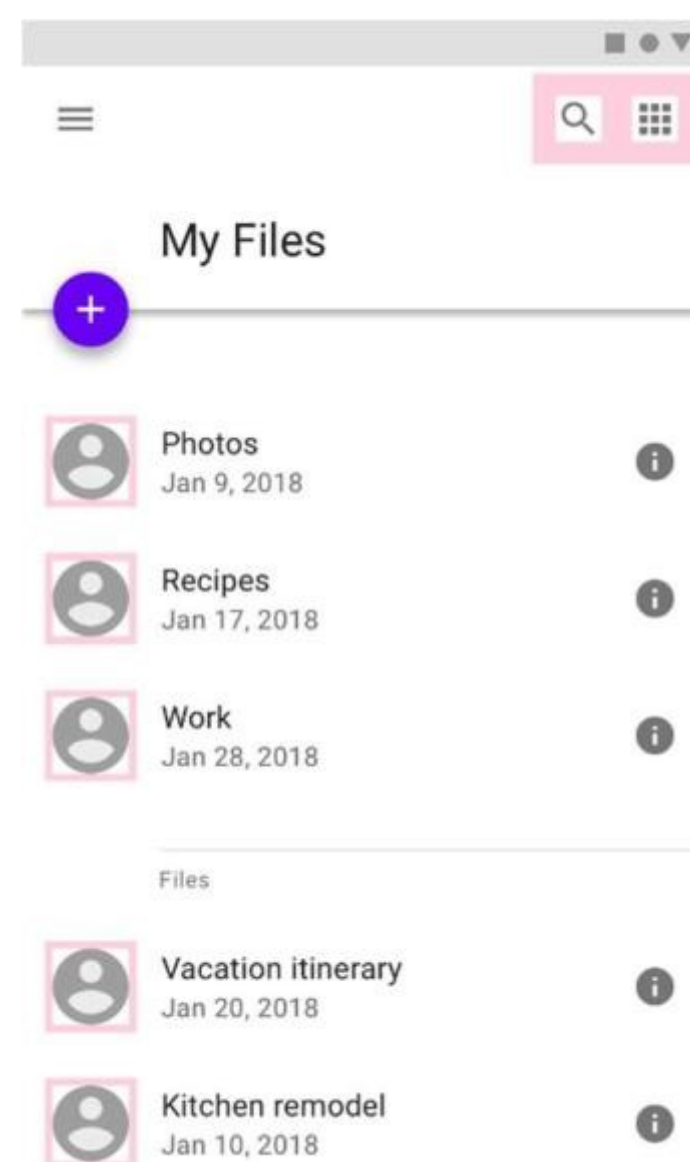 My Files
Photos
Jan 9, 2018
Recipes
Jan 17, 2018
Work
Jan 28, 2018
Files
Vacation itinerary
Jan 20, 2018
Kitchen remodel
Jan 10, 2018